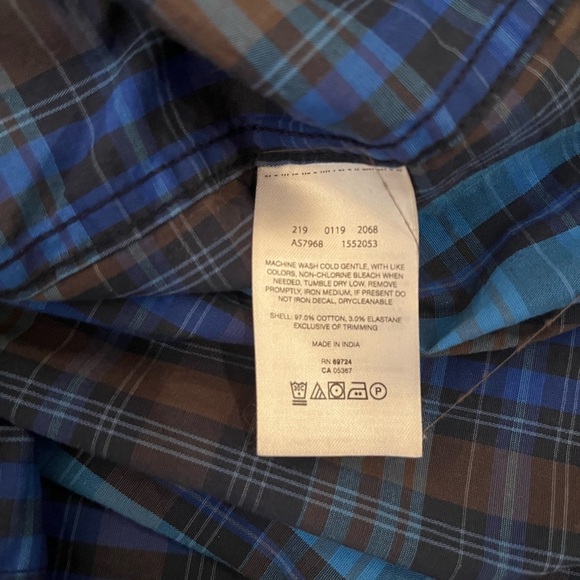 219 0119 2068
AS7968 1552053
MACHINE WASH COLD GENTLE, WITH LIKE
COLORS, NON-CHLORINE BLEACH WHEN
NEEDED, TUMBLE DRY LOW, REMOVE
PROMPTLY, IRON MEDIUM, IF PRESENT DO
NOT IRON DECAL, DRYCLEANABLE
SHELL: 97.0% COTTON, 3.0% ELASTANE
EXCLUSIVE OF TRIMMING
MADE IN INDIA
RN 69724
CA 05367
30C P